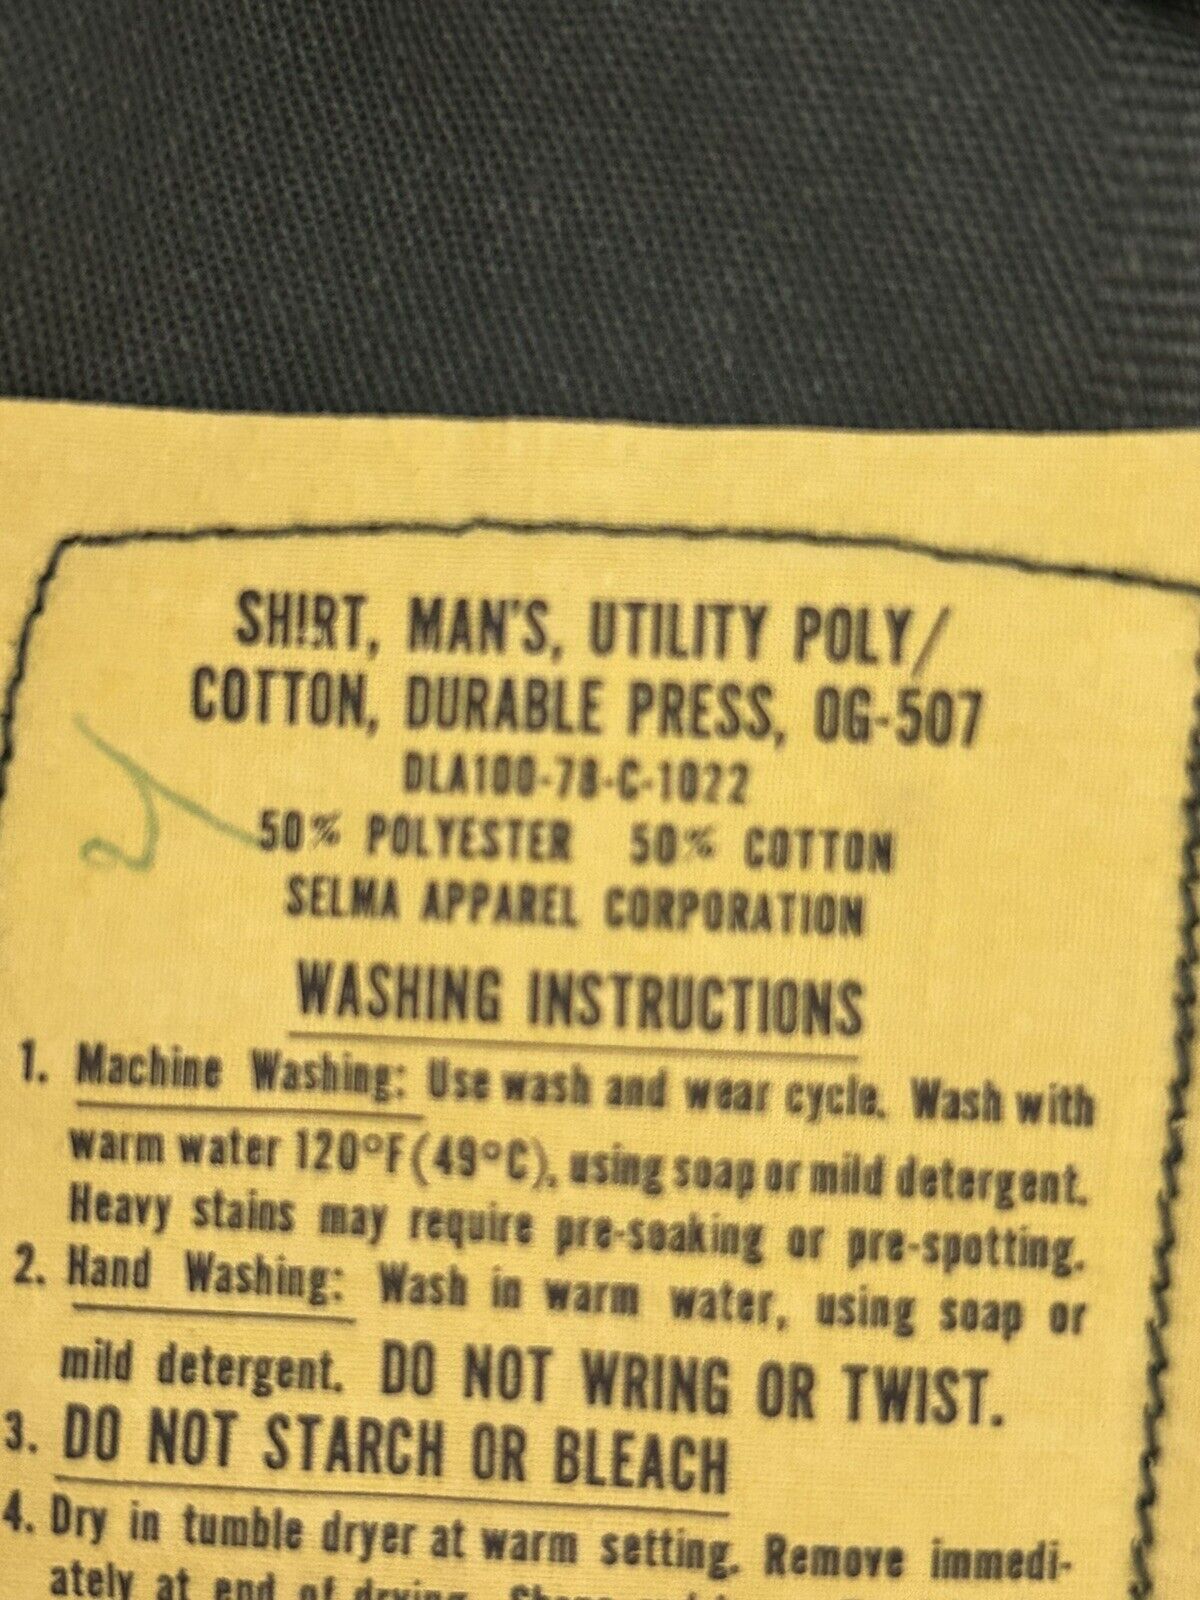 SHIRT, MAN'S, UTILITY POLY/
COTTON, DURABLE PRESS, OG-507
DLA100-78-C-1022
50% POLYESTER 50% COTTON
SELMA APPAREL CORPORATION
WASHING INSTRUCTIONS
1. Machine Washing: Use wash and wear cycle. Wash with
warm water 120°F(49°C), using soap or mild detergent.
Heavy stains may require pre-soaking or pre-spotting.
2. Hand Washing: Wash in warm water, using soap or
mild detergent. DO NOT WRING OR TWIST.
3. DO NOT STARCH OR BLEACH
4. Dry in tumble dryer at warm setting. Remove immedi-
ately at end of drying.